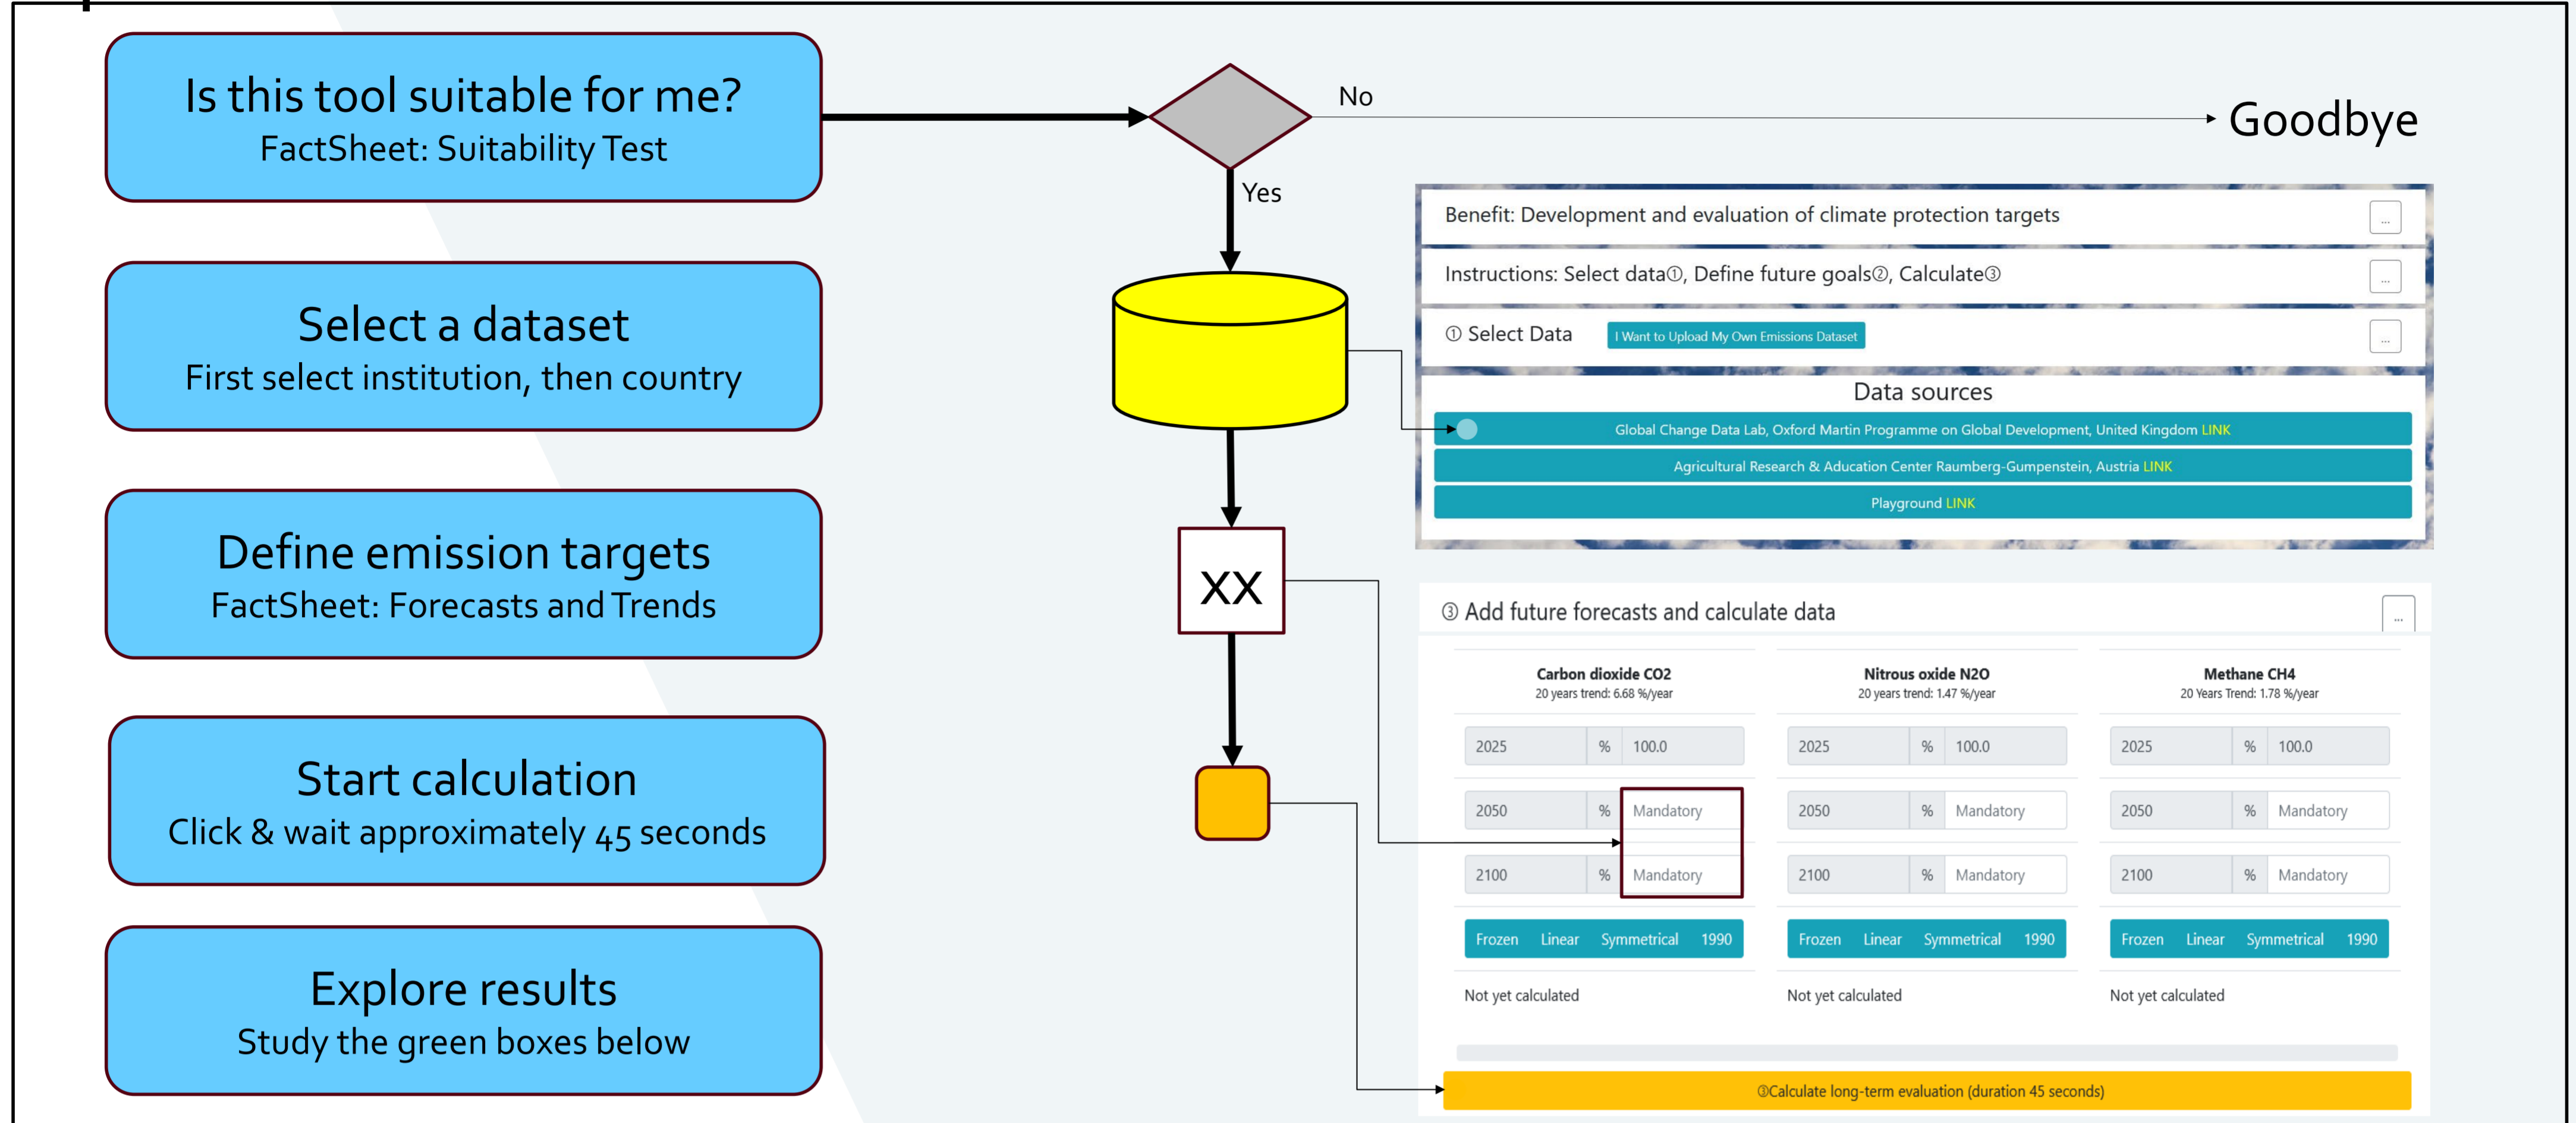 Is this tool suitable for me?
FactSheet: Suitability Test
Select a dataset
First select institution, then country
Define emission targets
FactSheet: Forecasts and Trends
Start calculation
Click & wait approximately 45 seconds
Explore results
Study the green boxes below
No
Goodbye
Yes
XX
Benefit: Development and evaluation of climate protection targets
...
Instructions: Select data①, Define future goals②, Calculate③
...
① Select Data
I Want to Upload My Own Emissions Dataset
...
Data sources
Global Change Data Lab, Oxford Martin Programme on Global Development, United Kingdom LINK
Agricultural Research & Aducation Center Raumberg-Gumpenstein, Austria LINK
Playground LINK
③ Add future forecasts and calculate data
...
Carbon dioxide CO2
20 years trend: 6.68 %/year
2025 % 100.0
2050 % Mandatory
2100 % Mandatory
Frozen Linear Symmetrical 1990
Not yet calculated
Nitrous oxide N2O
20 years trend: 1.47 %/year
2025 % 100.0
2050 % Mandatory
2100 % Mandatory
Frozen Linear Symmetrical 1990
Not yet calculated
Methane CH4
20 Years Trend: 1.78 %/year
2025 % 100.0
2050 % Mandatory
2100 % Mandatory
Frozen Linear Symmetrical 1990
Not yet calculated
③Calculate long-term evaluation (duration 45 seconds)